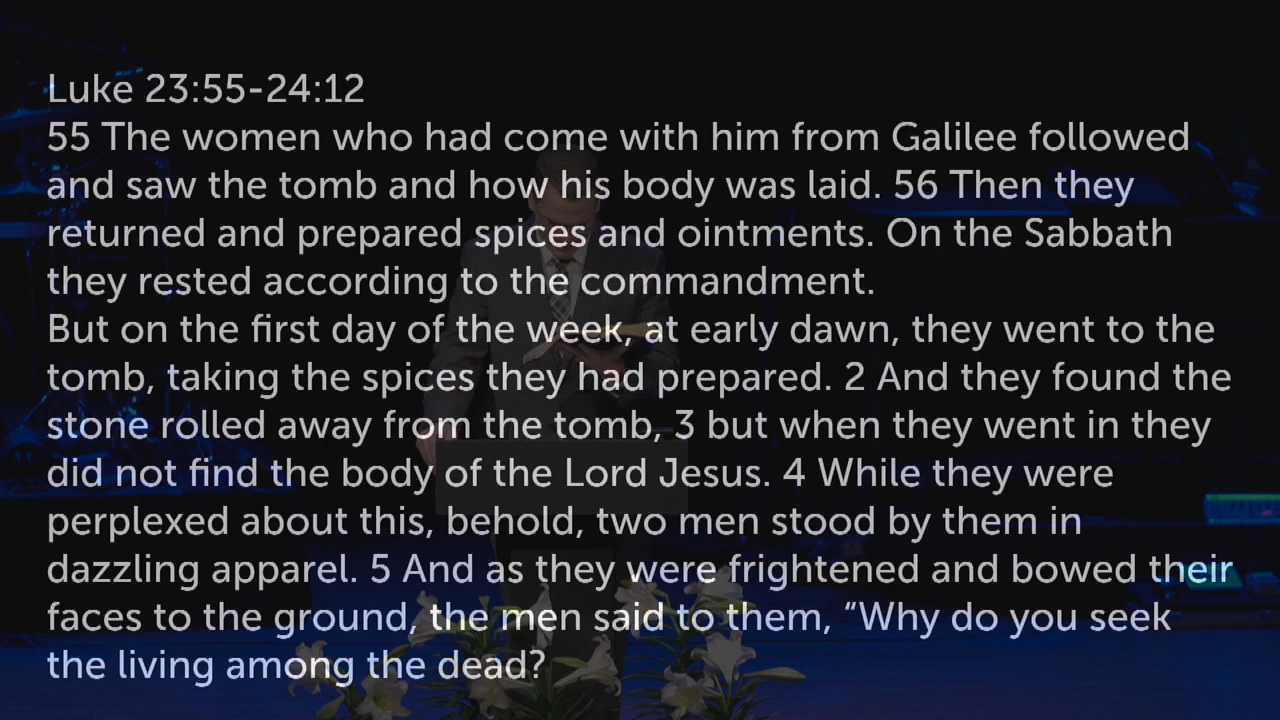 Luke 23:55-24:12
55 The women who had come with him from Galilee followed
and saw the tomb and how his body was laid. 56 Then they
returned and prepared spices and ointments. On the Sabbath
they rested according to the commandment.
But on the first day of the week, at early dawn, they went to the
tomb, taking the spices they had prepared. 2 And they found the
stone rolled away from the tomb, 3 but when they went in they
did not find the body of the Lord Jesus. 4 While they were
perplexed about this, behold, two men stood by them in
dazzling apparel. 5 And as they were frightened and bowed their
faces to the ground, the men said to them, “Why do you seek
the living among the dead?